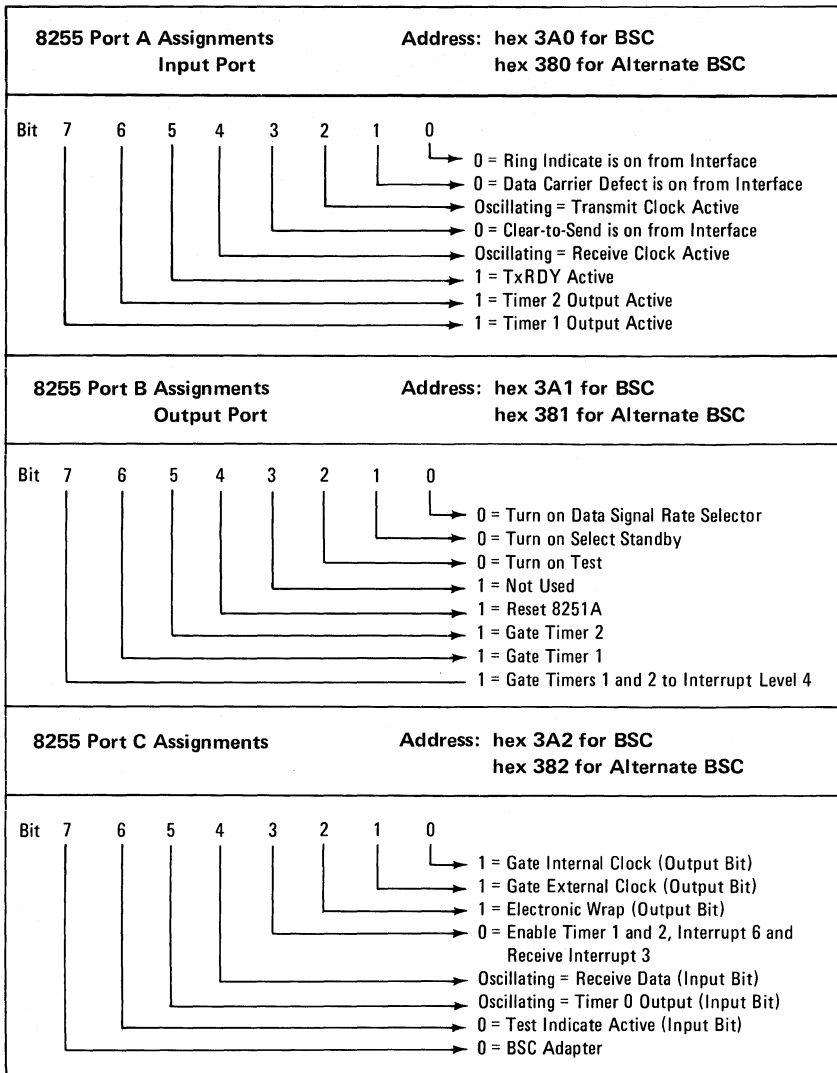 8255 Port A Assignments Address: hex 3A0 for BSC
Input Port hex 380 for Alternate BSC
Bit 7 6 5 4 3 2 1 0
0 = Ring Indicate is on from Interface
0 = Data Carrier Defect is on from Interface
Oscillating = Transmit Clock Active
0 = Clear-to-Send is on from Interface
Oscillating = Receive Clock Active
1 = TxRDY Active
1 = Timer 2 Output Active
1 = Timer 1 Output Active
8255 Port B Assignments Address: hex 3A1 for BSC
Output Port hex 381 for Alternate BSC
Bit 7 6 5 4 3 2 1 0
0 = Turn on Data Signal Rate Selector
0 = Turn on Select Standby
0 = Turn on Test
1 = Not Used
1 = Reset 8251A
1 = Gate Timer 2
1 = Gate Timer 1
1 = Gate Timers 1 and 2 to Interrupt Level 4
8255 Port C Assignments Address: hex 3A2 for BSC
hex 382 for Alternate BSC
Bit 7 6 5 4 3 2 1 0
1 = Gate Internal Clock (Output Bit)
1 = Gate External Clock (Output Bit)
1 = Electronic Wrap (Output Bit)
0 = Enable Timer 1 and 2, Interrupt 6 and
Receive Interrupt 3
Oscillating = Receive Data (Input Bit)
Oscillating = Timer 0 Output (Input Bit)
0 = Test Indicate Active (Input Bit)
0 = BSC Adapter